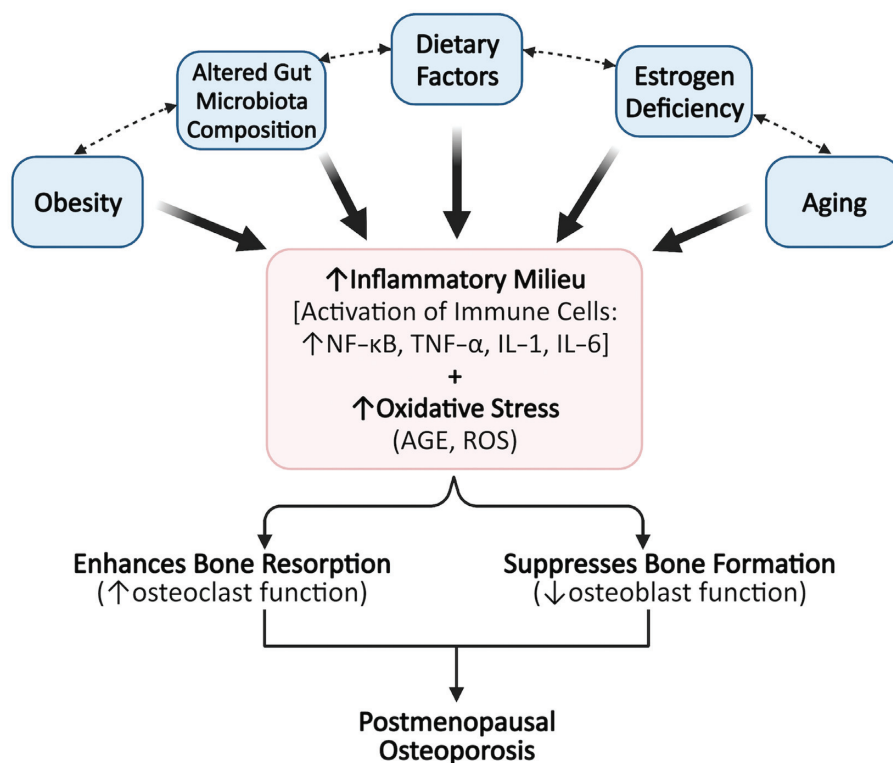 Dietary
Factors
Altered Gut
Microbiota
Composition
Estrogen
Deficiency
Obesity
Aging
↑Inflammatory Milieu
[Activation of Immune Cells:
↑NF-κB, TNF-α, IL-1, IL-6]
+
↑Oxidative Stress
(AGE, ROS)
Enhances Bone Resorption
(↑osteoclast function)
Suppresses Bone Formation
(↓osteoblast function)
Postmenopausal
Osteoporosis